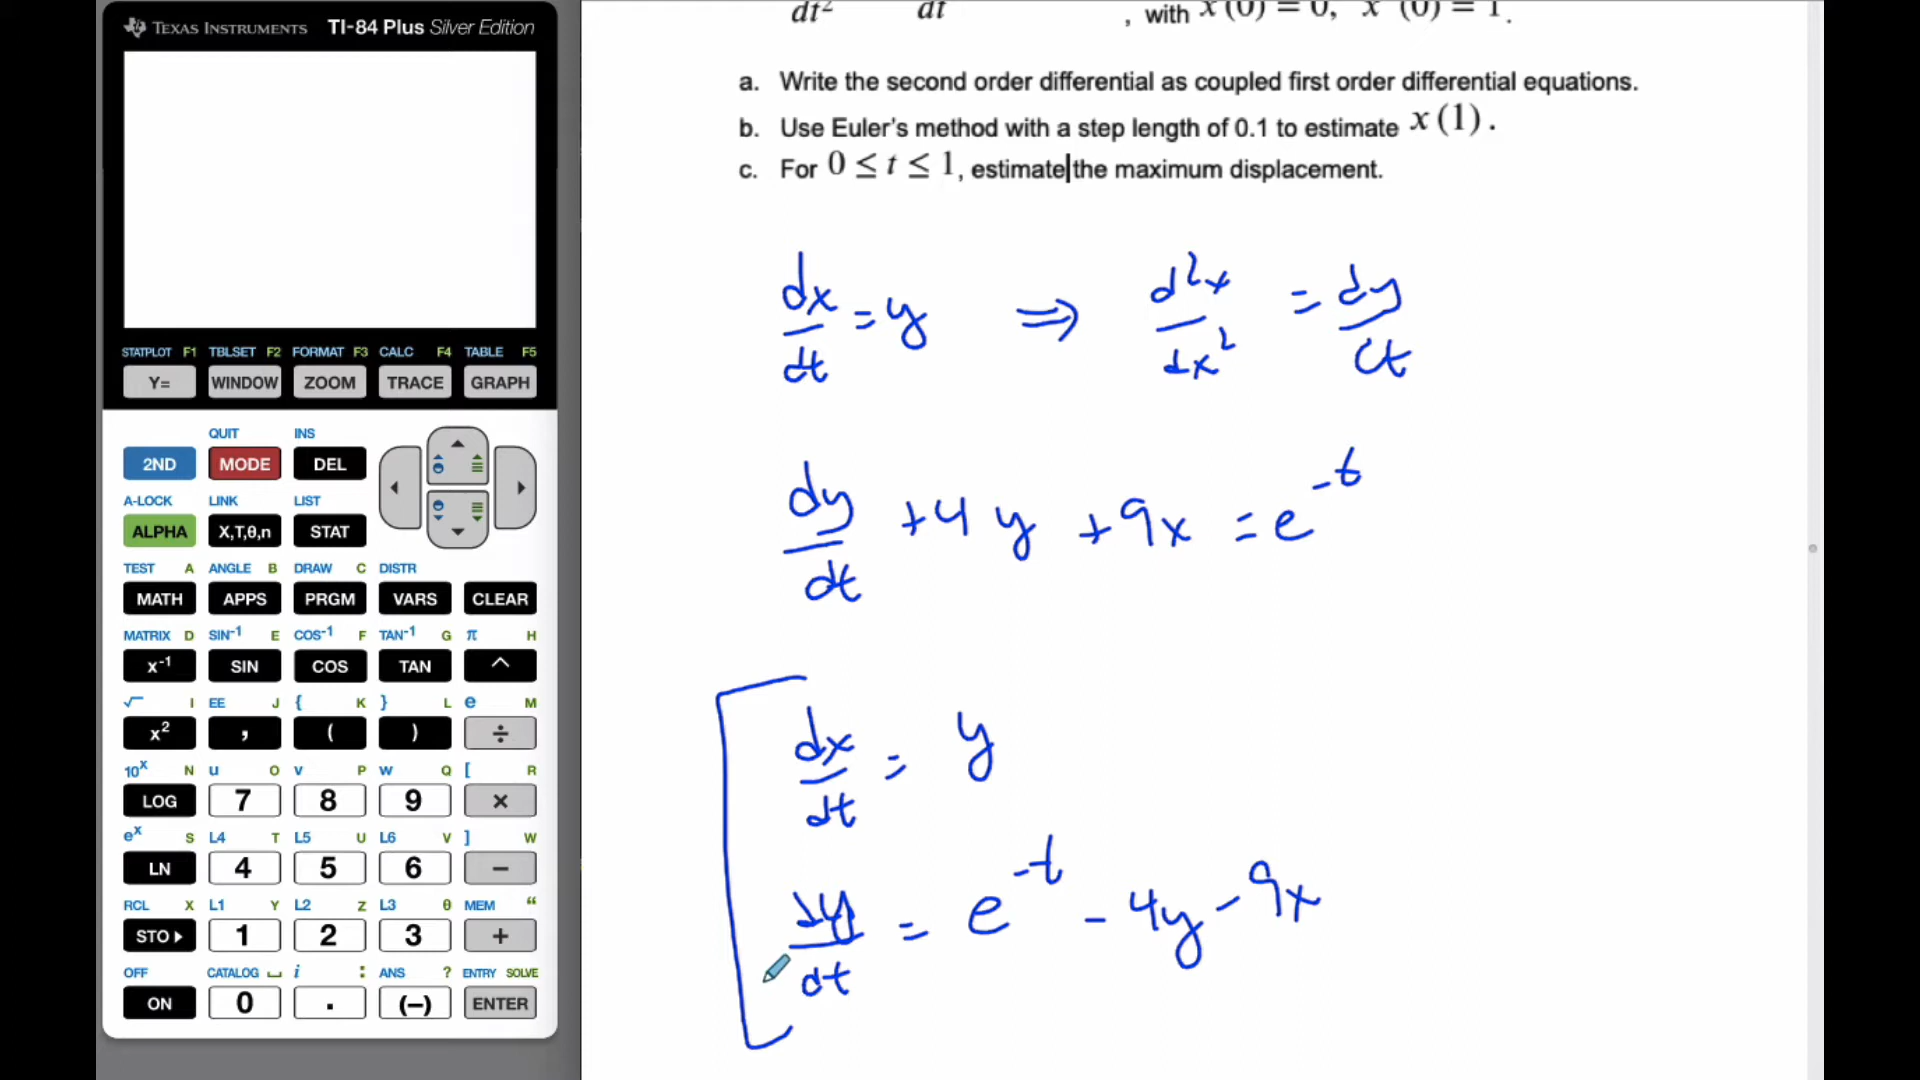 TEXAS INSTRUMENTS TI-84 Plus Silver Edition
STATPLOT F1 TBLSET F2 FORMAT F3 CALC F4 TABLE F5
Y= WINDOW ZOOM TRACE GRAPH
QUIT INS
2ND MODE DEL
A-LOCK LINK LIST
ALPHA X,T,θ,n STAT
TEST A ANGLE B DRAW C DISTR
MATH APPS PRGM VARS CLEAR
MATRIX D SIN⁻¹ E COS⁻¹ F TAN⁻¹ G π H
x⁻¹ SIN COS TAN ^
√ I EE J { K } L e M
x² , ( ) ÷
10ˣ N u O v P w Q [ R
LOG 7 8 9 ×
eˣ S L4 T L5 U L6 V ] W
LN 4 5 6 −
RCL X L1 Y L2 Z L3 θ MEM “
STO▶ 1 2 3 +
OFF CATALOG ⎵ i : ANS ? ENTRY SOLVE
ON 0 . (−) ENTER
dt² dt , with x(0) = 0, x (0) = 1.
a. Write the second order differential as coupled first order differential equations.
b. Use Euler's method with a step length of 0.1 to estimate x(1).
c. For 0 ≤ t ≤ 1, estimate the maximum displacement.
dx/dt = y ⇒ d²x/dx² = dy/dt
dy/dt + 4y + 9x = e^-t
dx/dt = y
dy/dt = e^-t - 4y - 9x